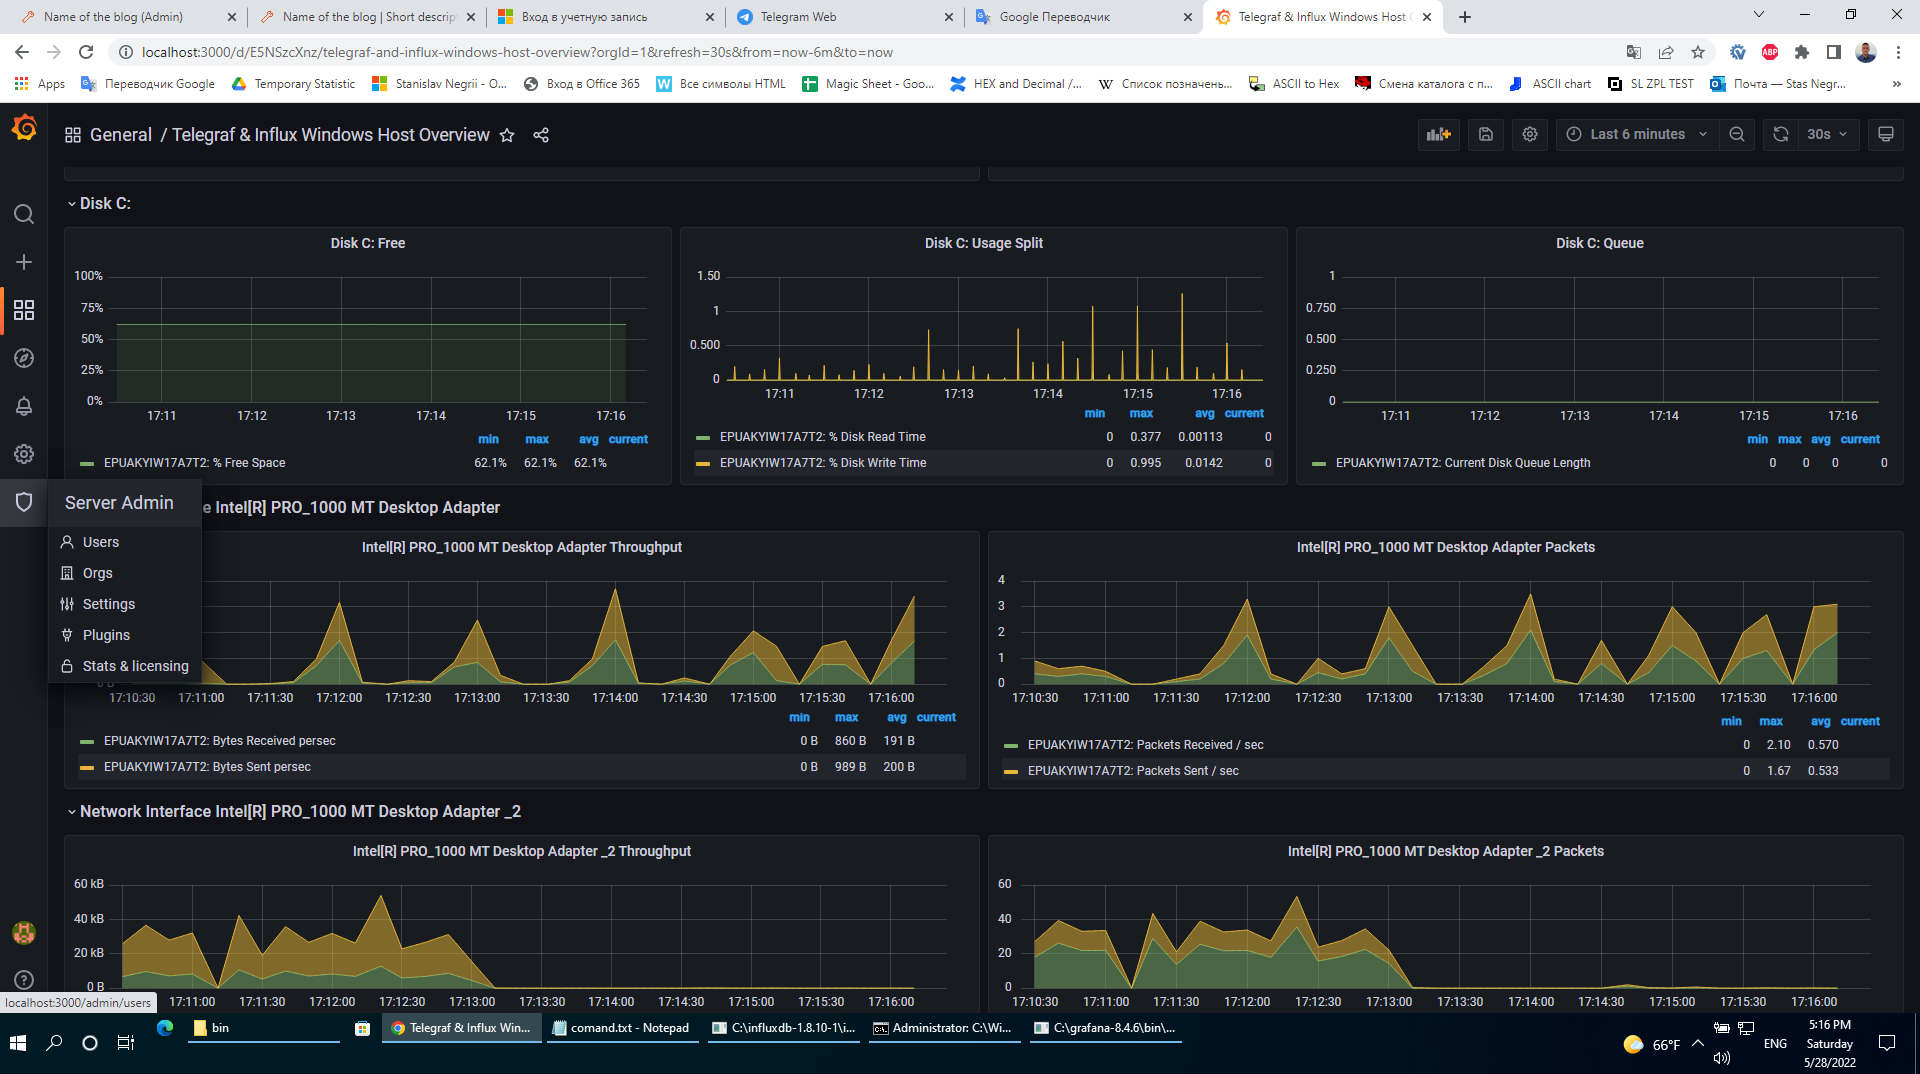 Name of the blog (Admin)
Name of the blog | Short descrip
Вход в учетную запись
Telegram Web
Google Переводчик
Telegraf & Influx Windows Host
localhost:3000/d/E5NSzcXnz/telegraf-and-influx-windows-host-overview?orgId=1&refresh=30s&from=now-6m&to=now
ABP
Apps
Переводчик Google
Temporary Statistic
Stanislav Negrii - O...
Вход в Office 365
Все символы HTML
Magic Sheet - Goo...
HEX and Decimal /...
Список позначень...
ASCII to Hex
Смена каталога с п...
ASCII chart
SL ZPL TEST
Почта — Stas Negr...
General / Telegraf & Influx Windows Host Overview
Last 6 minutes
30s
Disk C:
Disk C: Free
100%
75%
50%
25%
0%
17:11 17:12 17:13 17:14 17:15 17:16
min max avg current
EPUAKYIW17A7T2: % Free Space 62.1% 62.1% 62.1%
Disk C: Usage Split
1.50
1
0.500
0
17:11 17:12 17:13 17:14 17:15 17:16
min max avg current
EPUAKYIW17A7T2: % Disk Read Time 0 0.377 0.00113 0
EPUAKYIW17A7T2: % Disk Write Time 0 0.995 0.0142 0
Disk C: Queue
1
0.750
0.500
0.250
0
17:11 17:12 17:13 17:14 17:15 17:16
min max avg current
EPUAKYIW17A7T2: Current Disk Queue Length 0 0 0 0
Server Admin
Users
Orgs
Settings
Plugins
Stats & licensing
e Intel[R] PRO_1000 MT Desktop Adapter
Intel[R] PRO_1000 MT Desktop Adapter Throughput
0 B
17:10:30 17:11:00 17:11:30 17:12:00 17:12:30 17:13:00 17:13:30 17:14:00 17:14:30 17:15:00 17:15:30 17:16:00
min max avg current
EPUAKYIW17A7T2: Bytes Received persec 0 B 860 B 191 B
EPUAKYIW17A7T2: Bytes Sent persec 0 B 989 B 200 B
Intel[R] PRO_1000 MT Desktop Adapter Packets
4
3
2
1
0
17:10:30 17:11:00 17:11:30 17:12:00 17:12:30 17:13:00 17:13:30 17:14:00 17:14:30 17:15:00 17:15:30 17:16:00
min max avg current
EPUAKYIW17A7T2: Packets Received / sec 0 2.10 0.570
EPUAKYIW17A7T2: Packets Sent / sec 0 1.67 0.533
Network Interface Intel[R] PRO_1000 MT Desktop Adapter _2
Intel[R] PRO_1000 MT Desktop Adapter _2 Throughput
60 kB
40 kB
20 kB
0 B
17:11:00 17:11:30 17:12:00 17:12:30 17:13:00 17:13:30 17:14:00 17:14:30 17:15:00 17:15:30 17:16:00
Intel[R] PRO_1000 MT Desktop Adapter _2 Packets
60
40
20
0
17:10:30 17:11:00 17:11:30 17:12:00 17:12:30 17:13:00 17:13:30 17:14:00 17:14:30 17:15:00 17:15:30 17:16:00
localhost:3000/admin/users
bin
Telegraf & Influx Win...
comand.txt - Notepad
C:\influxdb-1.8.10-1\i...
Administrator: C:\Wi...
C:\grafana-8.4.6\bin\...
66°F
ENG
5:16 PM
Saturday
5/28/2022